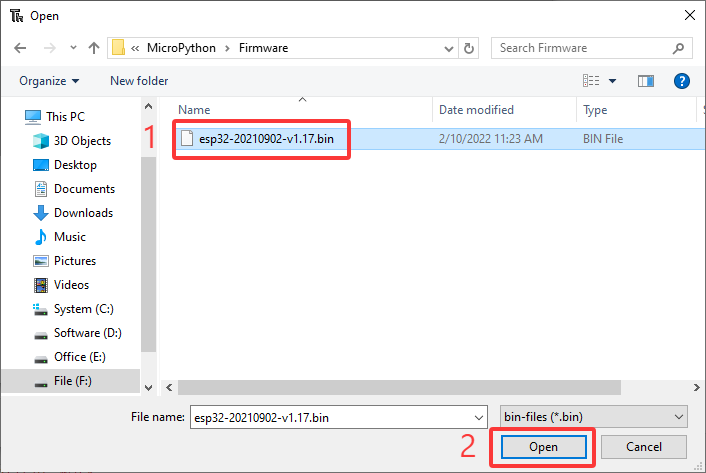 Open
« MicroPython › Firmware
Search Firmware
Organize
New folder
This PC
3D Objects
Desktop
Documents
Downloads
Music
Pictures
Videos
System (C:)
Software (D:)
Office (E:)
File (F:)
Name
Date modified
Type
S
1
esp32-20210902-v1.17.bin
2/10/2022 11:23 AM
BIN File
File name:
esp32-20210902-v1.17.bin
bin-files (*.bin)
2
Open
Cancel